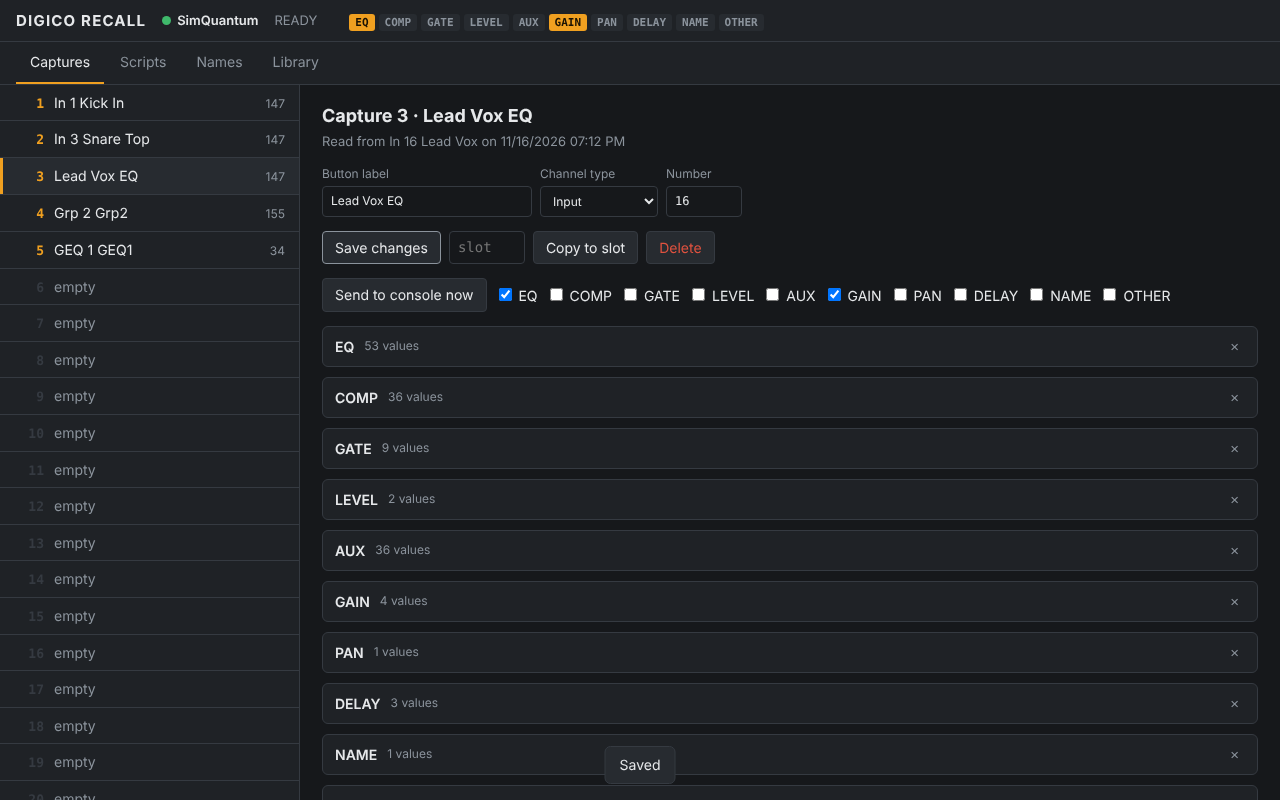 DIGICO RECALL SimQuantum READY EQ COMP GATE LEVEL AUX GAIN PAN DELAY NAME OTHER
Captures Scripts Names Library
1 In 1 Kick In 147
2 In 3 Snare Top 147
3 Lead Vox EQ 147
4 Grp 2 Grp2 155
5 GEQ 1 GEQ1 34
6 empty
7 empty
8 empty
9 empty
10 empty
11 empty
12 empty
13 empty
14 empty
15 empty
16 empty
17 empty
18 empty
19 empty
20 empty
Capture 3 · Lead Vox EQ
Read from In 16 Lead Vox on 11/16/2026 07:12 PM
Button label Channel type Number
Lead Vox EQ Input 16
Save changes slot Copy to slot Delete
Send to console now EQ COMP GATE LEVEL AUX GAIN PAN DELAY NAME OTHER
EQ 53 values ×
COMP 36 values ×
GATE 9 values ×
LEVEL 2 values ×
AUX 36 values ×
GAIN 4 values ×
PAN 1 values ×
DELAY 3 values ×
NAME 1 values ×
Saved